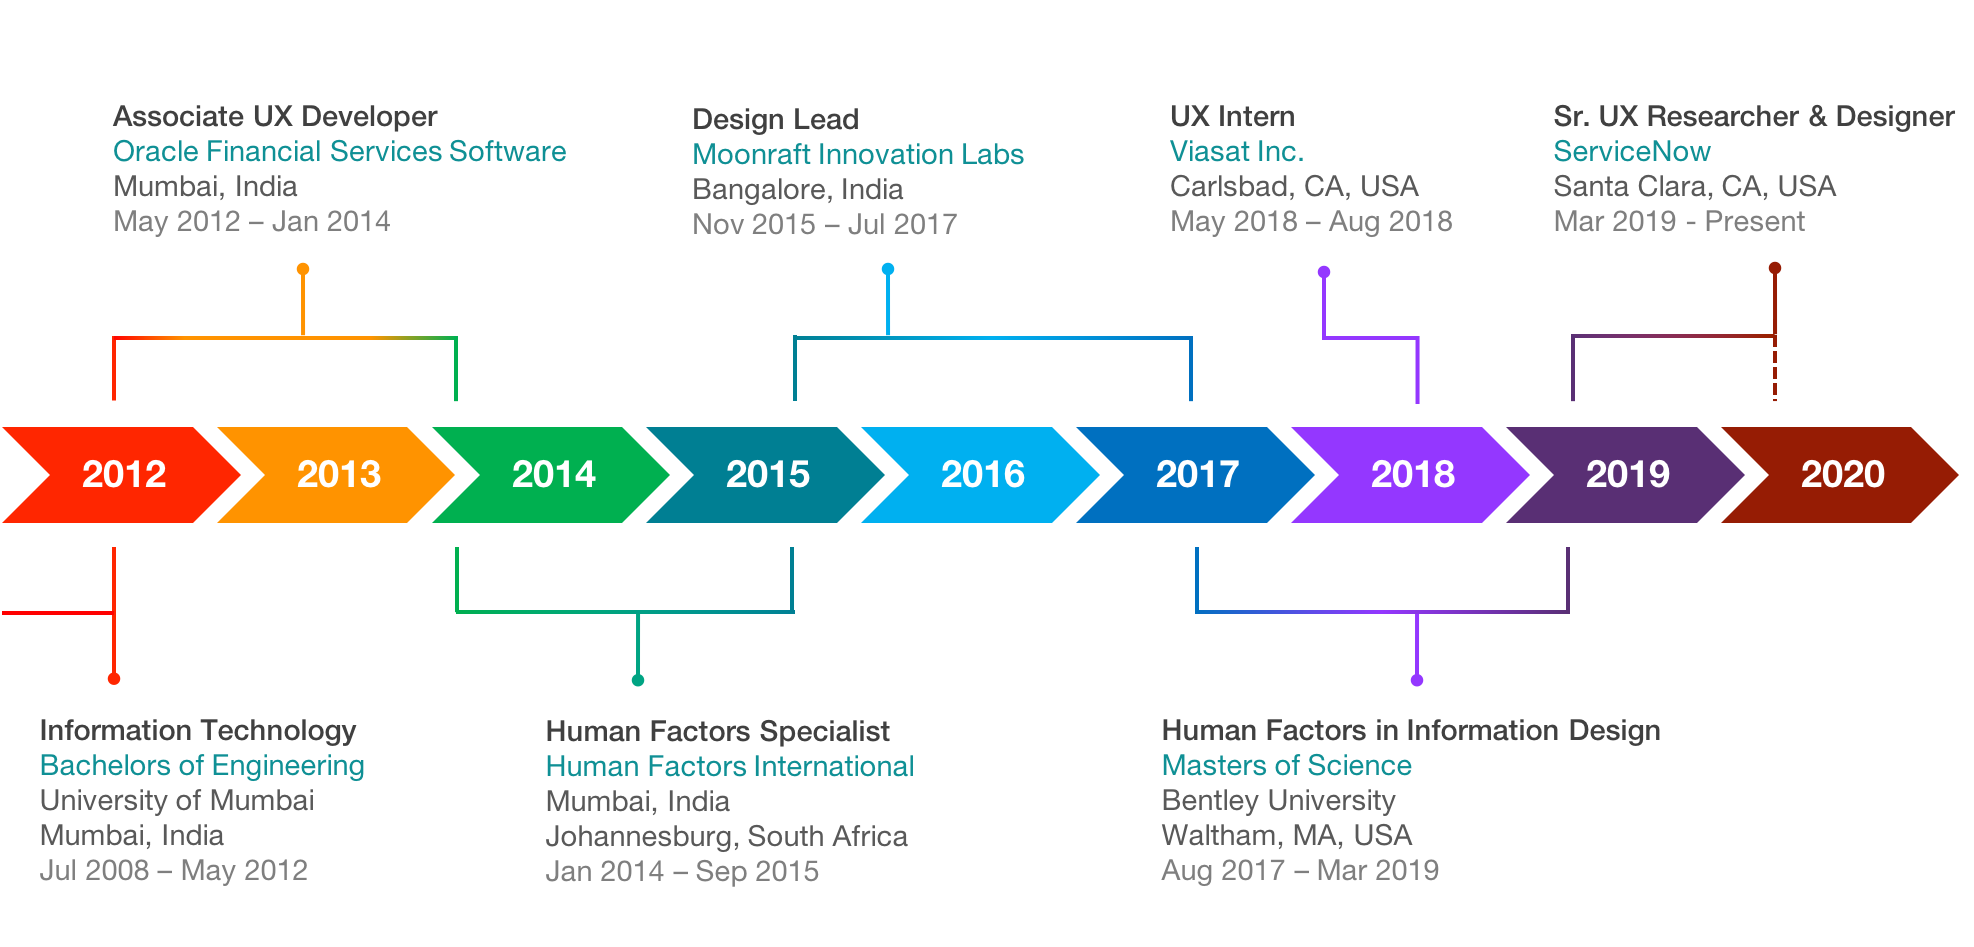 Associate UX Developer
Oracle Financial Services Software
Mumbai, India
May 2012 – Jan 2014
Design Lead
Moonraft Innovation Labs
Bangalore, India
Nov 2015 – Jul 2017
UX Intern
Viasat Inc.
Carlsbad, CA, USA
May 2018 – Aug 2018
Sr. UX Researcher & Designer
ServiceNow
Santa Clara, CA, USA
Mar 2019 - Present
2012
2013
2014
2015
2016
2017
2018
2019
2020
Information Technology
Bachelors of Engineering
University of Mumbai
Mumbai, India
Jul 2008 – May 2012
Human Factors Specialist
Human Factors International
Mumbai, India
Johannesburg, South Africa
Jan 2014 – Sep 2015
Human Factors in Information Design
Masters of Science
Bentley University
Waltham, MA, USA
Aug 2017 – Mar 2019